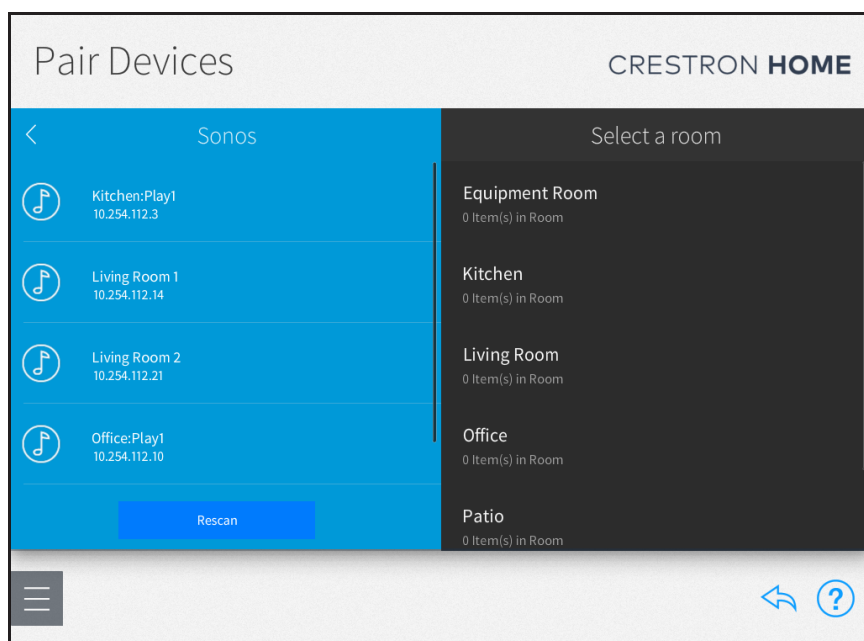 Pair Devices
CRESTRON HOME
Sonos
Kitchen:Play1
10.254.112.3
Living Room 1
10.254.112.14
Living Room 2
10.254.112.21
Office:Play1
10.254.112.10
Rescan
Select a room
Equipment Room
0 Item(s) in Room
Kitchen
0 Item(s) in Room
Living Room
0 Item(s) in Room
Office
0 Item(s) in Room
Patio
0 Item(s) in Room
?